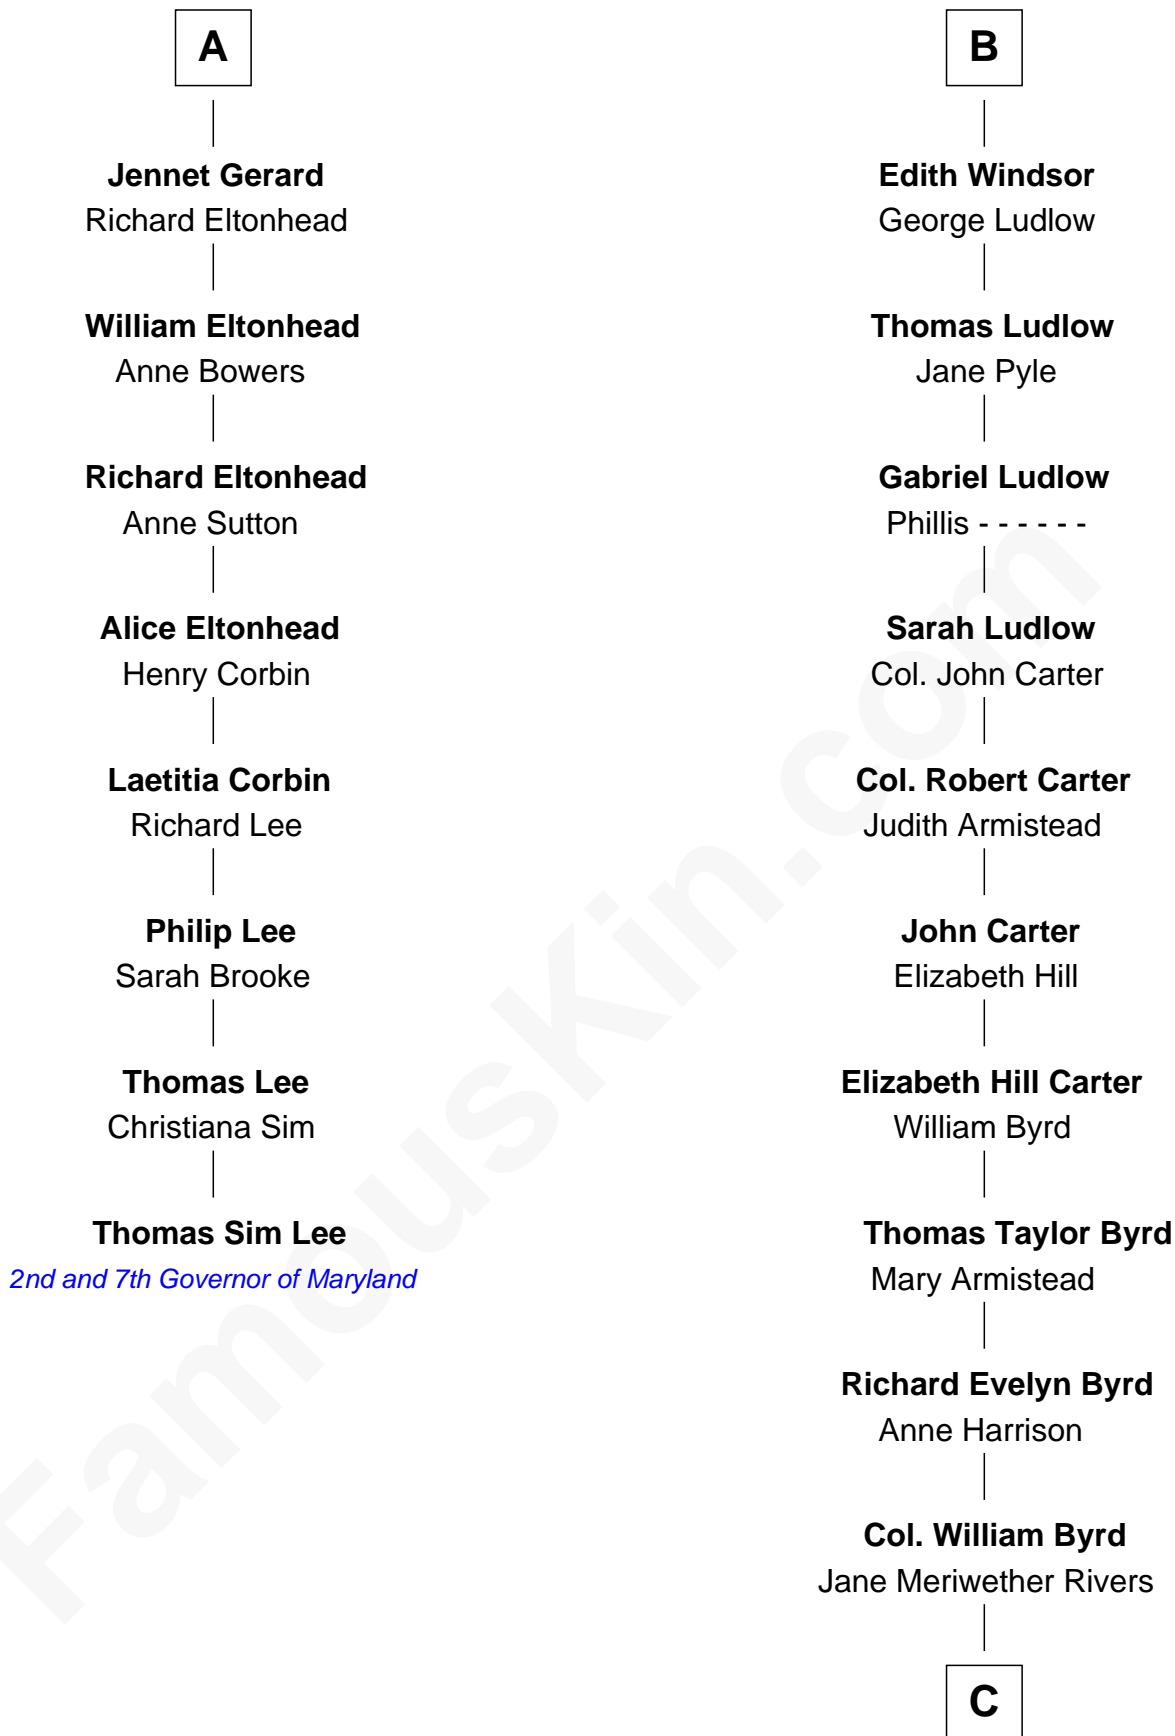 A
Jennet Gerard
Richard Eltonhead
William Eltonhead
Anne Bowers
Richard Eltonhead
Anne Sutton
Alice Eltonhead
Henry Corbin
Laetitia Corbin
Richard Lee
Philip Lee
Sarah Brooke
Thomas Lee
Christiana Sim
Thomas Sim Lee
2nd and 7th Governor of Maryland
B
Edith Windsor
George Ludlow
Thomas Ludlow
Jane Pyle
Gabriel Ludlow
Phillis - - - - - -
Sarah Ludlow
Col. John Carter
Col. Robert Carter
Judith Armistead
John Carter
Elizabeth Hill
Elizabeth Hill Carter
William Byrd
Thomas Taylor Byrd
Mary Armistead
Richard Evelyn Byrd
Anne Harrison
Col. William Byrd
Jane Meriwether Rivers
C
FamousKin.com